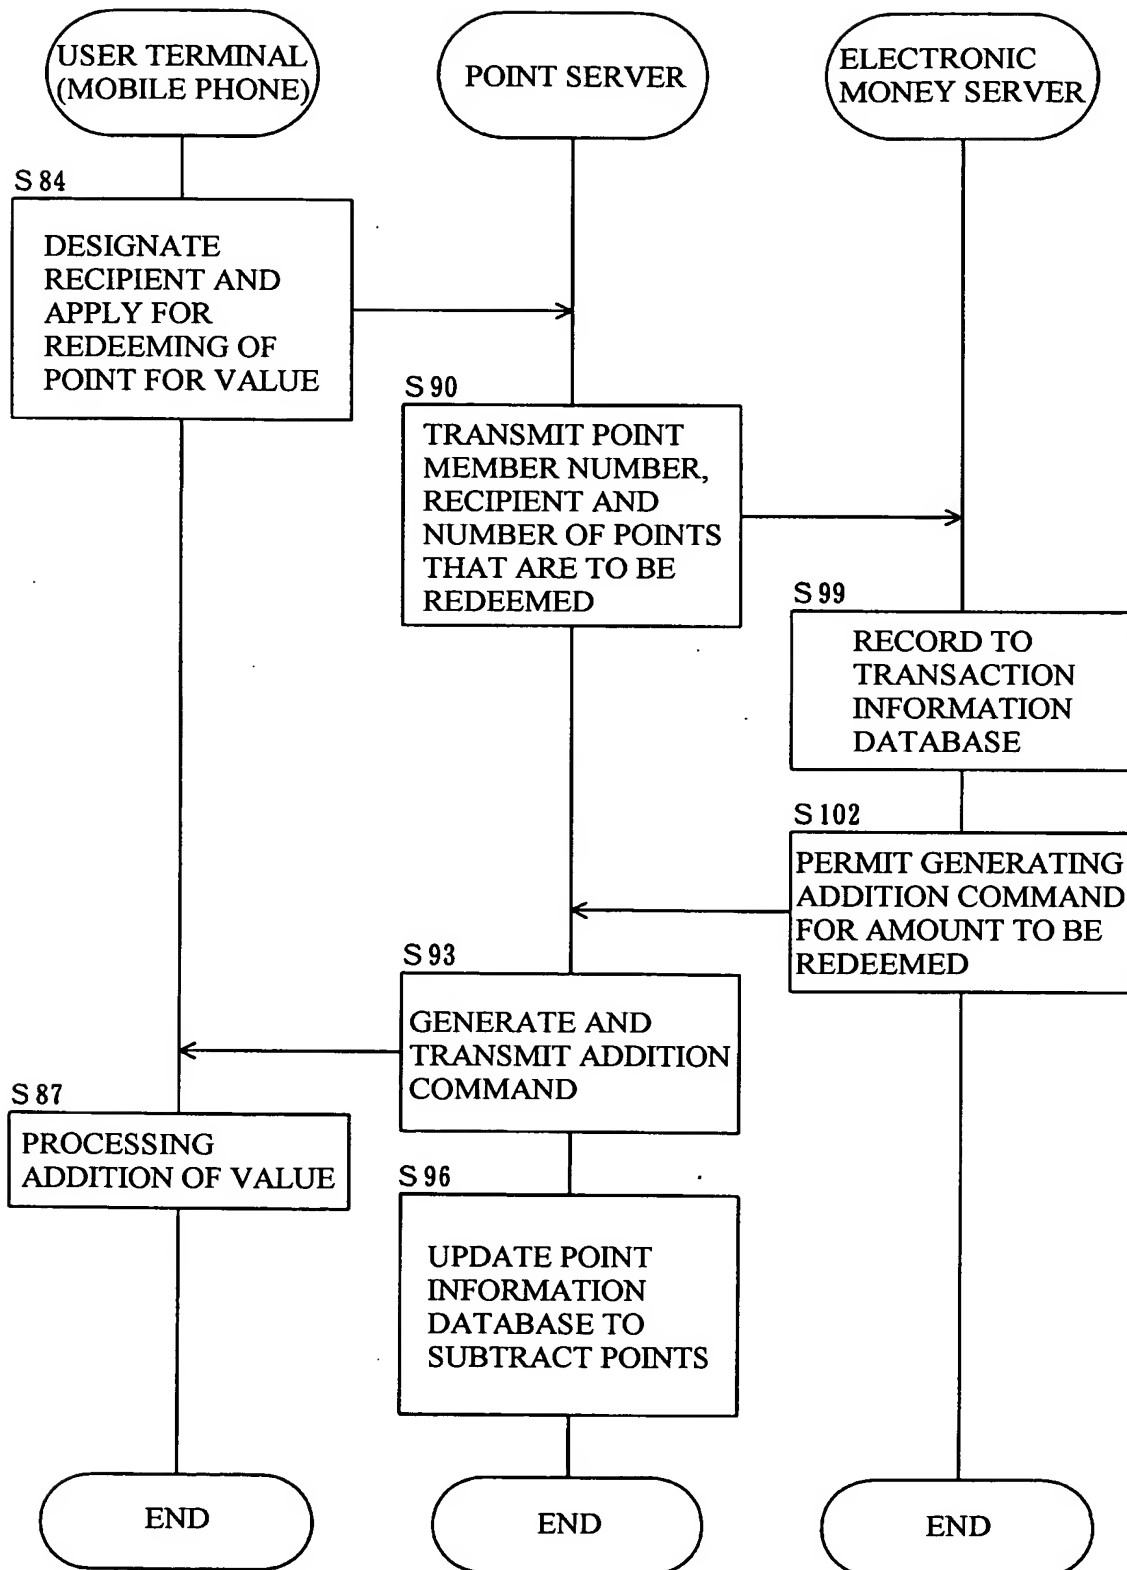 USER TERMINAL
(MOBILE PHONE)
POINT SERVER
ELECTRONIC
MONEY SERVER
S 84
DESIGNATE
RECIPIENT AND
APPLY FOR
REDEEMING OF
POINT FOR VALUE
S 90
TRANSMIT POINT
MEMBER NUMBER,
RECIPIENT AND
NUMBER OF POINTS
THAT ARE TO BE
REDEEMED
S 99
RECORD TO
TRANSACTION
INFORMATION
DATABASE
S 102
PERMIT GENERATING
ADDITION COMMAND
FOR AMOUNT TO BE
REDEEMED
S 93
GENERATE AND
TRANSMIT ADDITION
COMMAND
S 87
PROCESSING
ADDITION OF VALUE
S 96
UPDATE POINT
INFORMATION
DATABASE TO
SUBTRACT POINTS
END
END
END